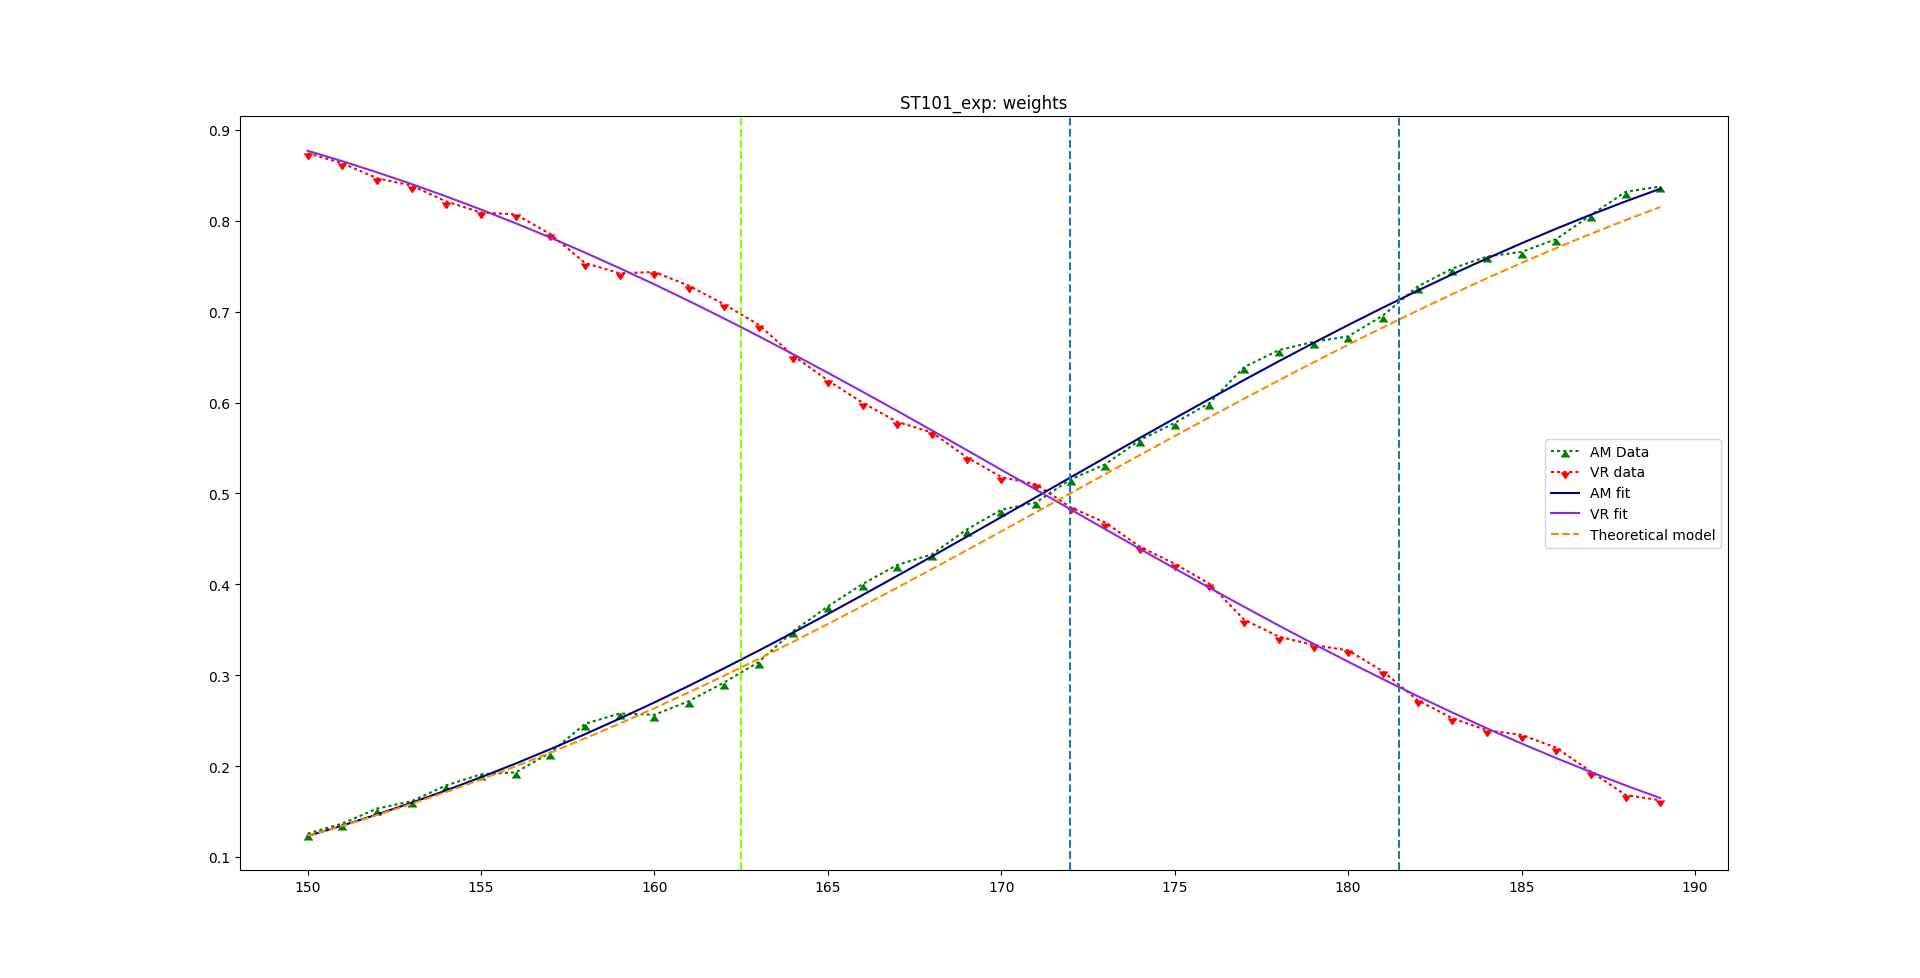 ST101_exp: weights
0.9
0.8
0.7
0.6
0.5
0.4
0.3
0.2
0.1
AM Data
VR data
AM fit
VR fit
Theoretical model
150 155 160 165 170 175 180 185 190